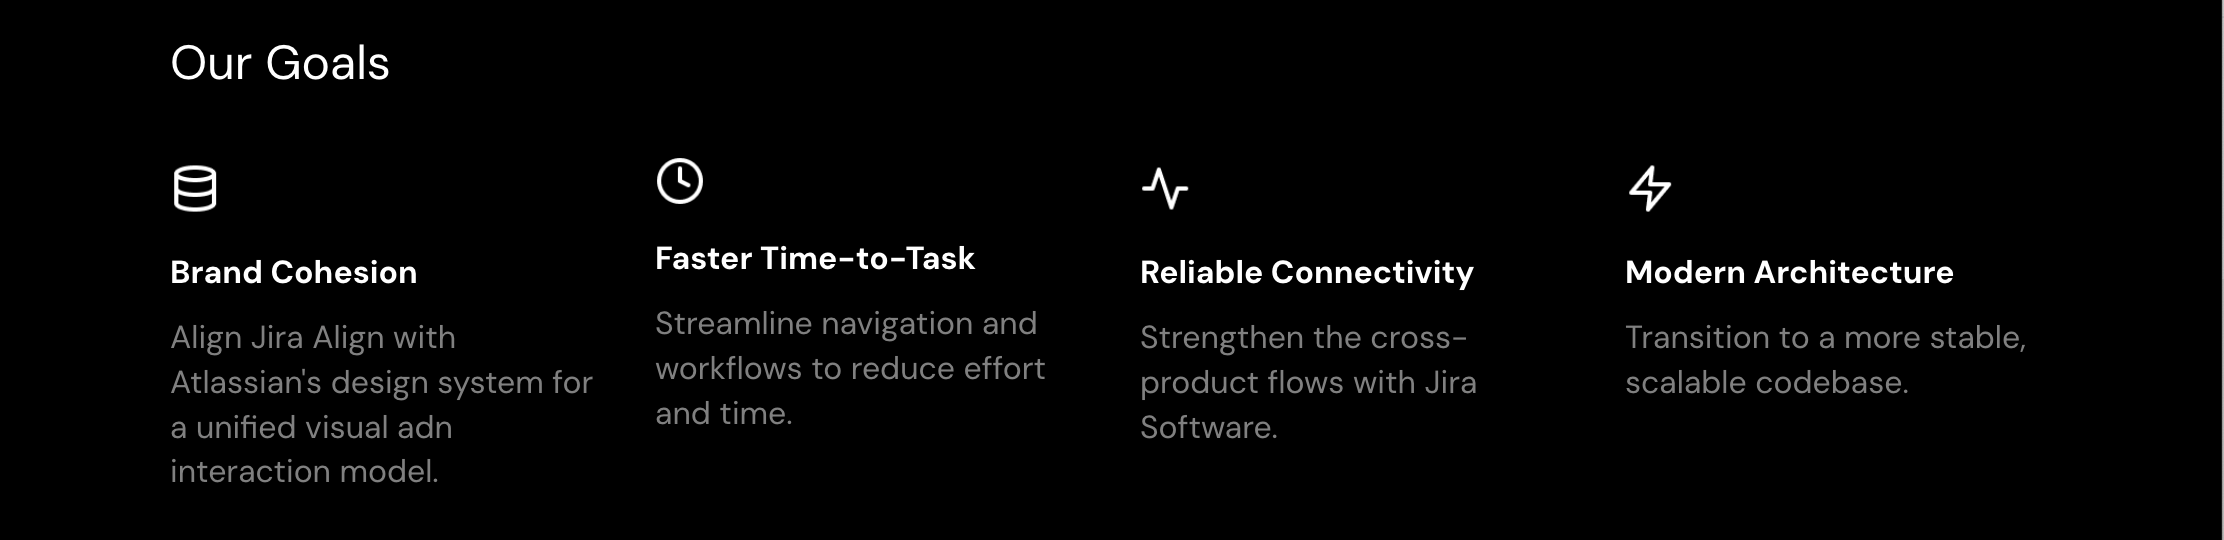 Our Goals
Brand Cohesion
Align Jira Align with
Atlassian's design system for
a unified visual adn
interaction model.
Faster Time-to-Task
Streamline navigation and
workflows to reduce effort
and time.
Reliable Connectivity
Strengthen the cross-
product flows with Jira
Software.
Modern Architecture
Transition to a more stable,
scalable codebase.